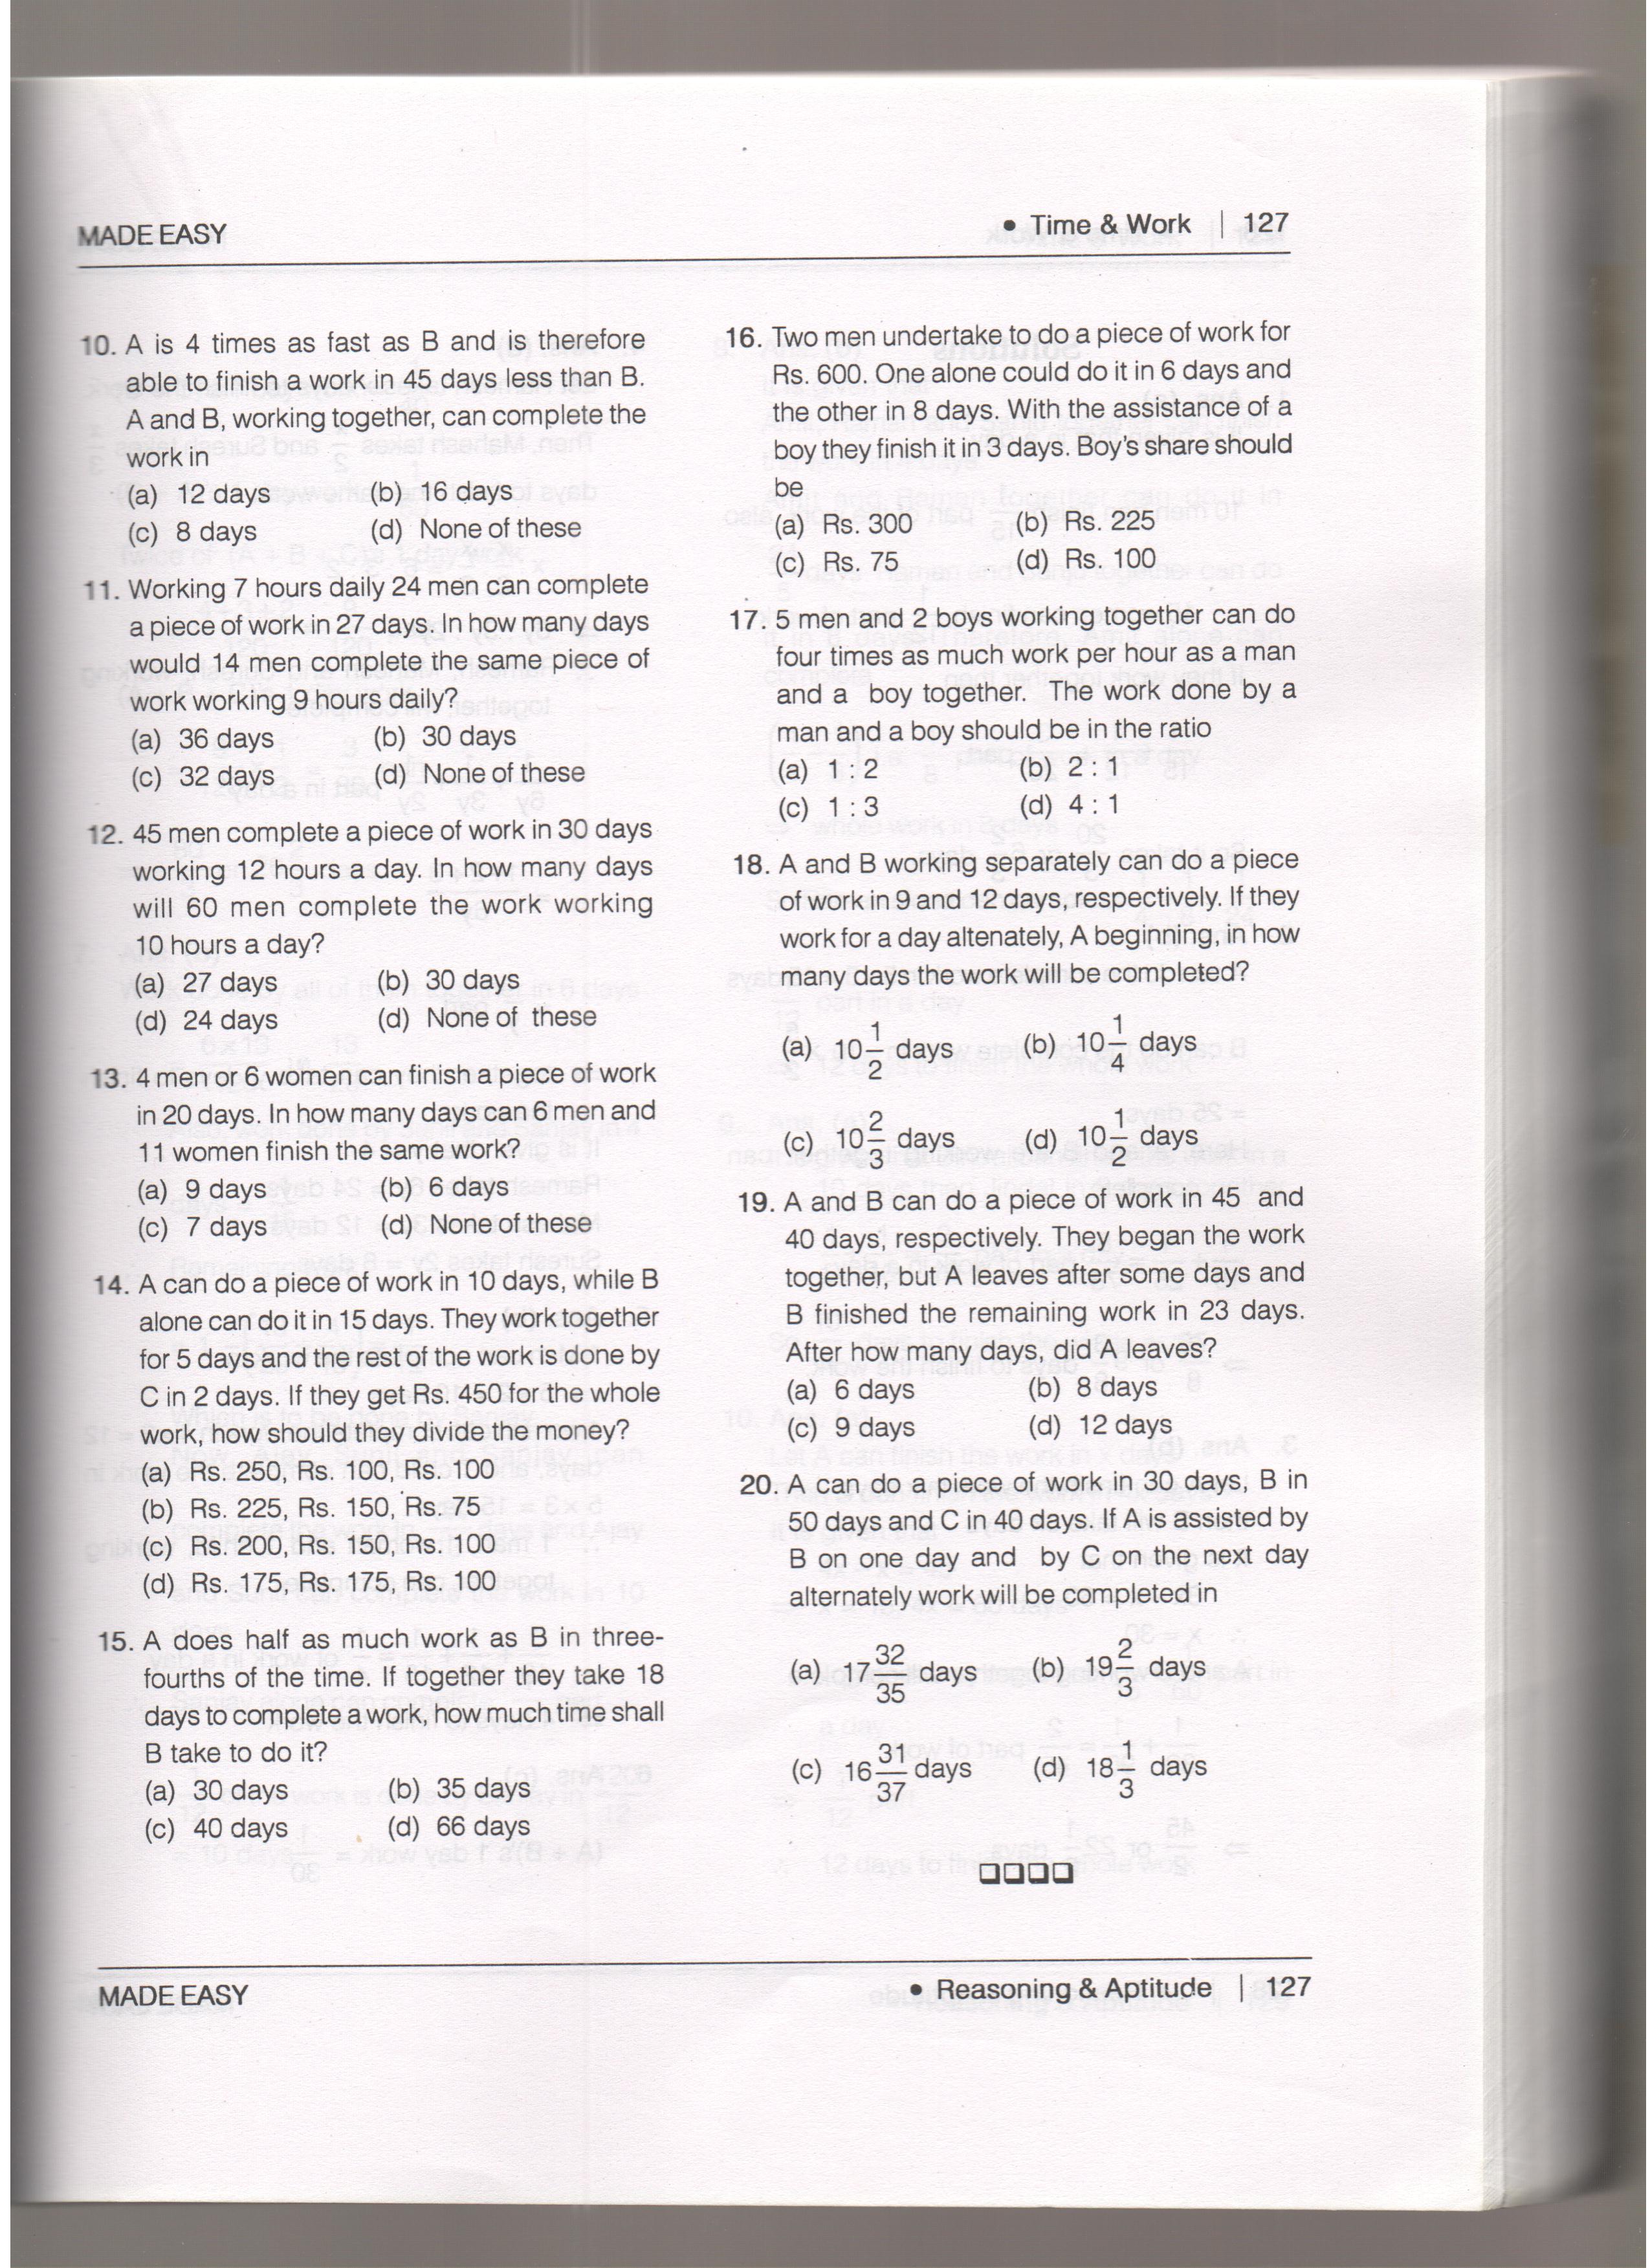 MADE EASY
• Time & Work | 127
10. A is 4 times as fast as B and is therefore
able to finish a work in 45 days less than B.
A and B, working together, can complete the
work in
(a) 12 days (b) 16 days
(c) 8 days (d) None of these
11. Working 7 hours daily 24 men can complete
a piece of work in 27 days. In how many days
would 14 men complete the same piece of
work working 9 hours daily?
(a) 36 days (b) 30 days
(c) 32 days (d) None of these
12. 45 men complete a piece of work in 30 days
working 12 hours a day. In how many days
will 60 men complete the work working
10 hours a day?
(a) 27 days (b) 30 days
(d) 24 days (d) None of these
13. 4 men or 6 women can finish a piece of work
in 20 days. In how many days can 6 men and
11 women finish the same work?
(a) 9 days (b) 6 days
(c) 7 days (d) None of these
14. A can do a piece of work in 10 days, while B
alone can do it in 15 days. They work together
for 5 days and the rest of the work is done by
C in 2 days. If they get Rs. 450 for the whole
work, how should they divide the money?
(a) Rs. 250, Rs. 100, Rs. 100
(b) Rs. 225, Rs. 150, Rs. 75
(c) Rs. 200, Rs. 150, Rs. 100
(d) Rs. 175, Rs. 175, Rs. 100
15. A does half as much work as B in three-
fourths of the time. If together they take 18
days to complete a work, how much time shall
B take to do it?
(a) 30 days (b) 35 days
(c) 40 days (d) 66 days
16. Two men undertake to do a piece of work for
Rs. 600. One alone could do it in 6 days and
the other in 8 days. With the assistance of a
boy they finish it in 3 days. Boy's share should
be
(a) Rs. 300 (b) Rs. 225
(c) Rs. 75 (d) Rs. 100
17. 5 men and 2 boys working together can do
four times as much work per hour as a man
and a boy together. The work done by a
man and a boy should be in the ratio
(a) 1 : 2 (b) 2 : 1
(c) 1 : 3 (d) 4 : 1
18. A and B working separately can do a piece
of work in 9 and 12 days, respectively. If they
work for a day altenately, A beginning, in how
many days the work will be completed?
(a) 10 1/2 days (b) 10 1/4 days
(c) 10 2/3 days (d) 10 1/2 days
19. A and B can do a piece of work in 45 and
40 days, respectively. They began the work
together, but A leaves after some days and
B finished the remaining work in 23 days.
After how many days, did A leaves?
(a) 6 days (b) 8 days
(c) 9 days (d) 12 days
20. A can do a piece of work in 30 days, B in
50 days and C in 40 days. If A is assisted by
B on one day and by C on the next day
alternately work will be completed in
(a) 17 32/35 days (b) 19 2/3 days
(c) 16 31/37 days (d) 18 1/3 days
MADE EASY
• Reasoning & Aptitude | 127